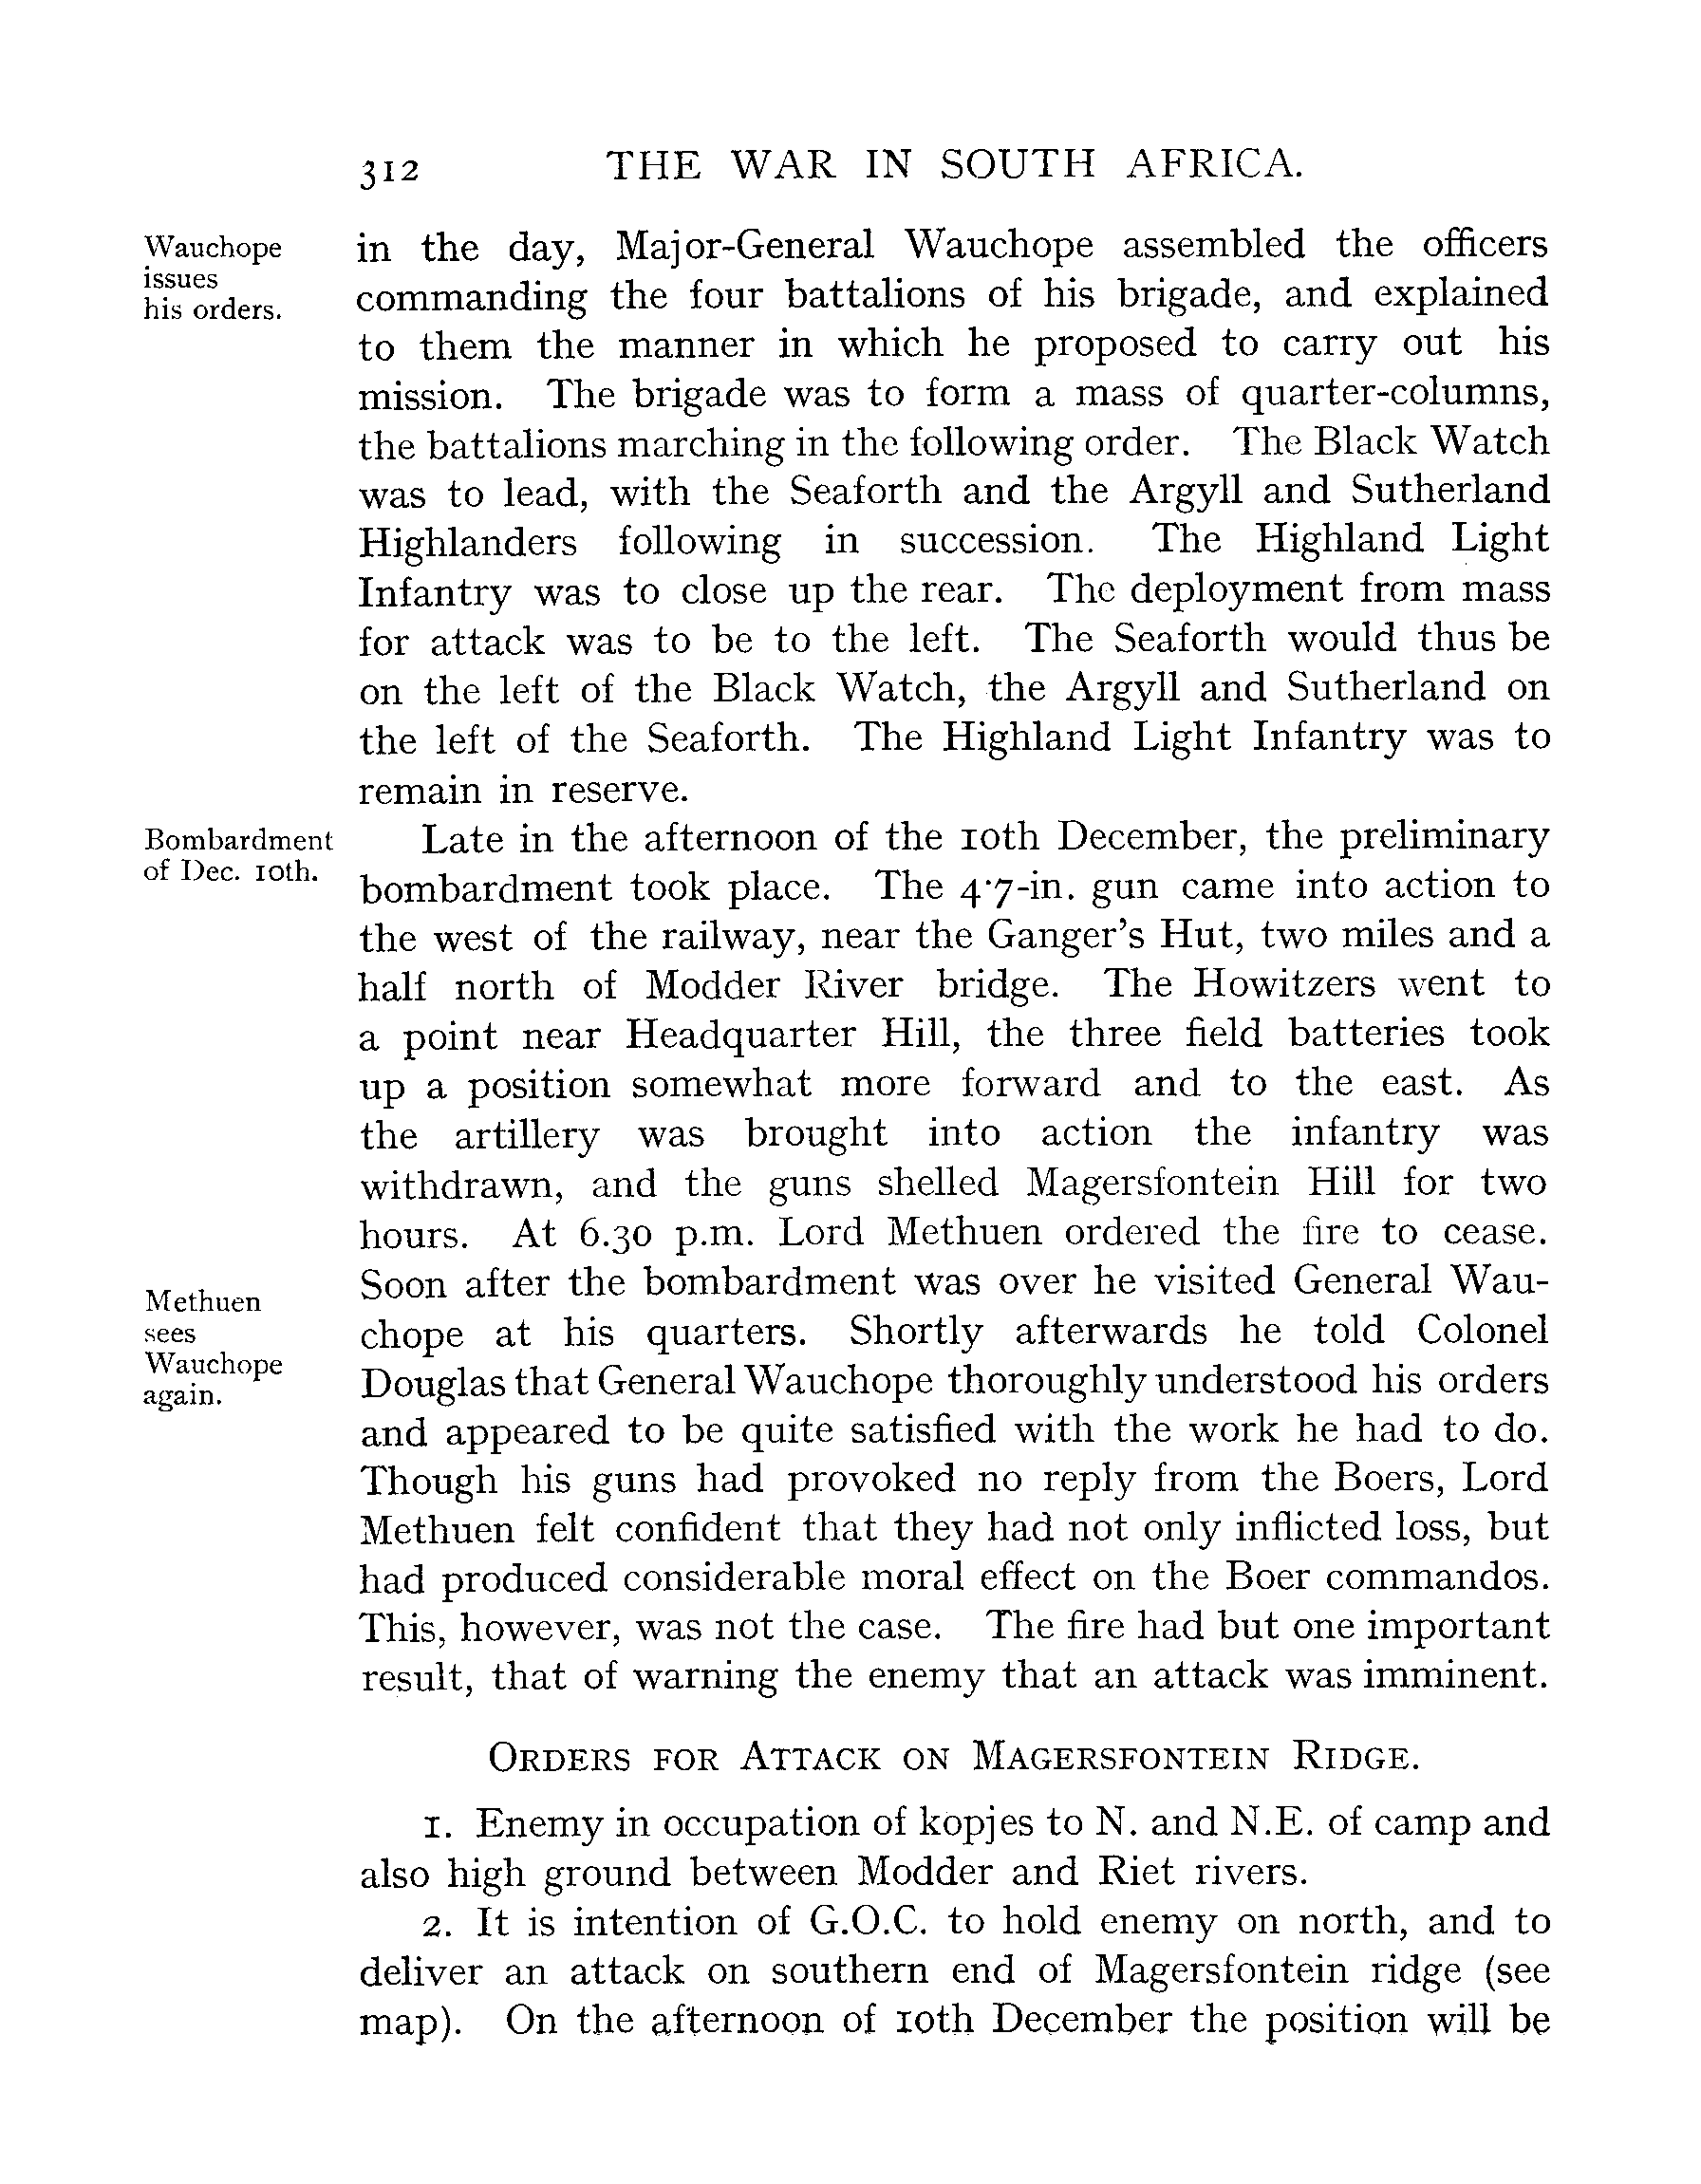 312 THE WAR IN SOUTH AFRICA.
Wauchope
issues
his orders.
in the day, Major-General Wauchope assembled the officers
commanding the four battalions of his brigade, and explained
to them the manner in which he proposed to carry out his
mission. The brigade was to form a mass of quarter-columns,
the battalions marching in the following order. The Black Watch
was to lead, with the Seaforth and the Argyll and Sutherland
Highlanders following in succession. The Highland Light
Infantry was to close up the rear. The deployment from mass
for attack was to be to the left. The Seaforth would thus be
on the left of the Black Watch, the Argyll and Sutherland on
the left of the Seaforth. The Highland Light Infantry was to
remain in reserve.
Bombardment
of Dec. 10th.
Late in the afternoon of the 10th December, the preliminary
bombardment took place. The 4·7-in. gun came into action to
the west of the railway, near the Ganger's Hut, two miles and a
half north of Modder River bridge. The Howitzers went to
a point near Headquarter Hill, the three field batteries took
up a position somewhat more forward and to the east. As
the artillery was brought into action the infantry was
withdrawn, and the guns shelled Magersfontein Hill for two
hours. At 6.30 p.m. Lord Methuen ordered the fire to cease.
Methuen
sees
Wauchope
again.
Soon after the bombardment was over he visited General Wau-
chope at his quarters. Shortly afterwards he told Colonel
Douglas that General Wauchope thoroughly understood his orders
and appeared to be quite satisfied with the work he had to do.
Though his guns had provoked no reply from the Boers, Lord
Methuen felt confident that they had not only inflicted loss, but
had produced considerable moral effect on the Boer commandos.
This, however, was not the case. The fire had but one important
result, that of warning the enemy that an attack was imminent.
ORDERS FOR ATTACK ON MAGERSFONTEIN RIDGE.
1. Enemy in occupation of kopjes to N. and N.E. of camp and
also high ground between Modder and Riet rivers.
2. It is intention of G.O.C. to hold enemy on north, and to
deliver an attack on southern end of Magersfontein ridge (see
map). On the afternoon of 10th December the position will be